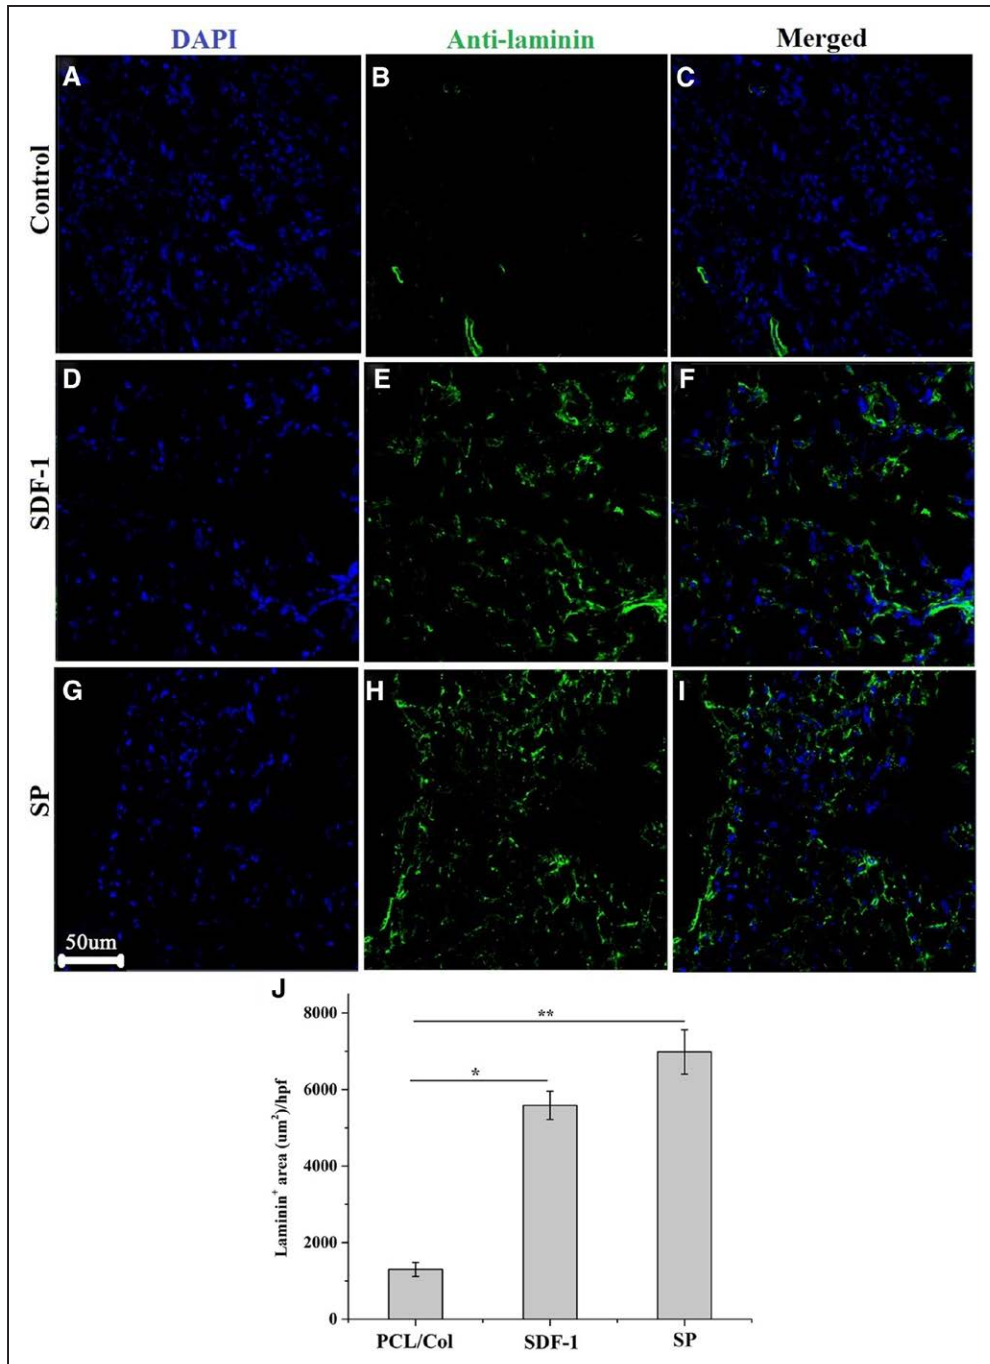 DAPI Anti-laminin Merged
Control
A B C
SDF-1
D E F
SP
G H I
50um
J
Laminin⁺ area (um²)/hpf
8000
6000
4000
2000
0
**
*
PCL/Col SDF-1 SP